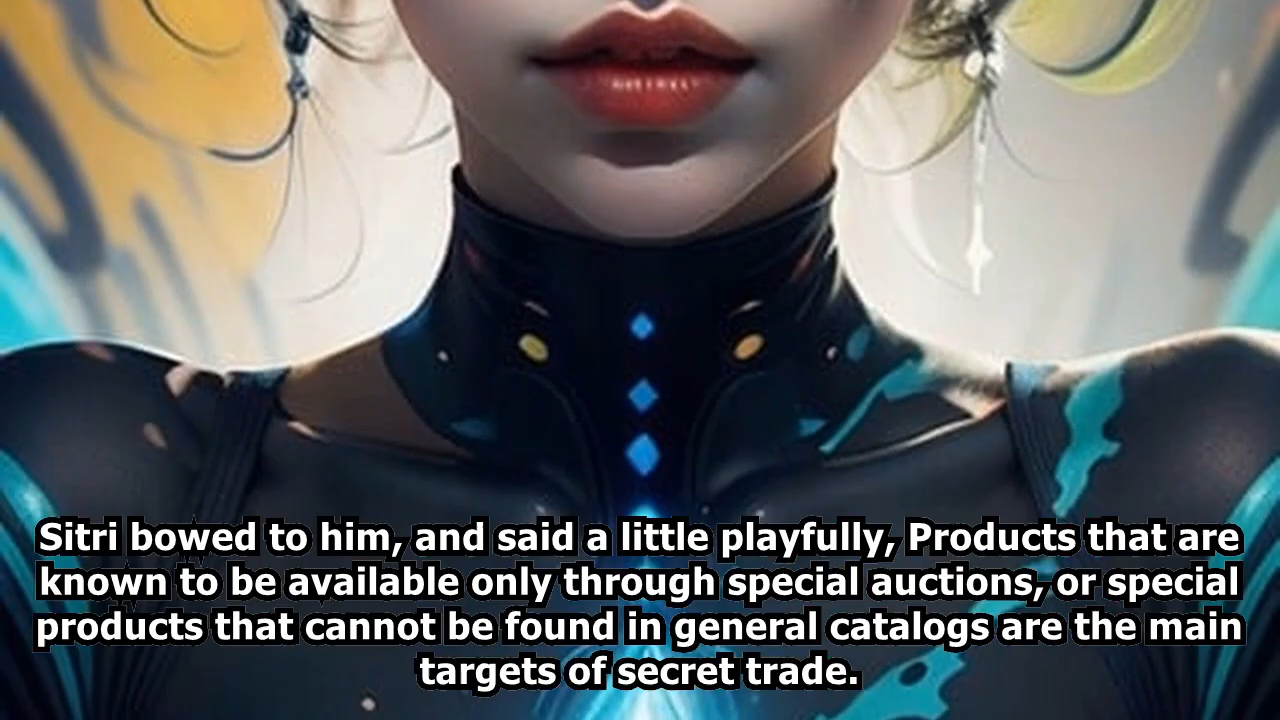 Sitri bowed to him, and said a little playfully, Products that are
known to be available only through special auctions, or special
products that cannot be found in general catalogs are the main
targets of secret trade.